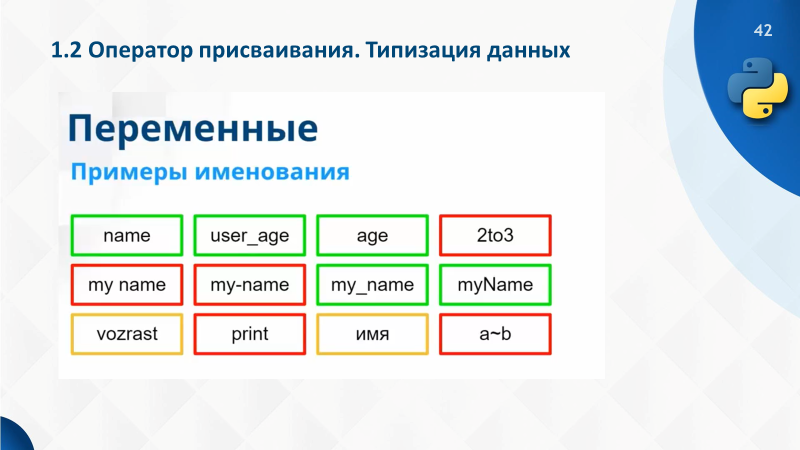 42
1.2 Оператор присваивания. Типизация данных
Переменные
Примеры именования
name user_age age 2to3
my name my-name my_name myName
vozrast print имя a~b